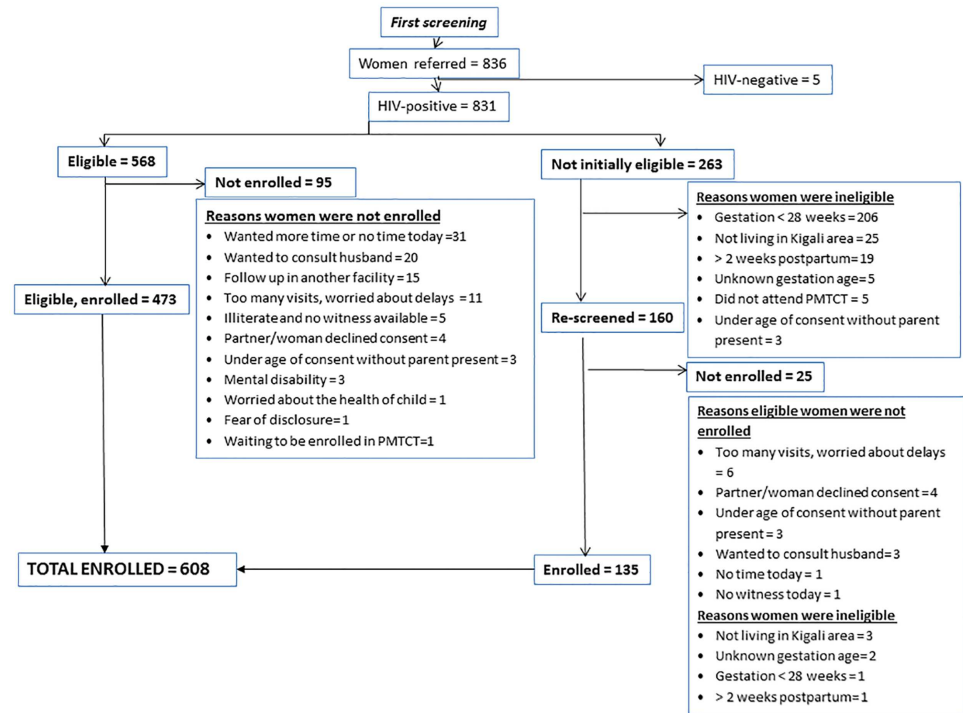 First screening
Women referred = 836
HIV-negative = 5
HIV-positive = 831
Eligible = 568
Not enrolled = 95
Reasons women were not enrolled
• Wanted more time or no time today =31
• Wanted to consult husband = 20
• Follow up in another facility = 15
• Too many visits, worried about delays = 11
• Illiterate and no witness available = 5
• Partner/woman declined consent = 4
• Under age of consent without parent present = 3
• Mental disability = 3
• Worried about the health of child = 1
• Fear of disclosure= 1
• Waiting to be enrolled in PMTCT=1
Eligible, enrolled = 473
Not initially eligible = 263
Reasons women were ineligible
• Gestation < 28 weeks = 206
• Not living in Kigali area = 25
• > 2 weeks postpartum = 19
• Unknown gestation age = 5
• Did not attend PMTCT = 5
• Under age of consent without parent
present = 3
Re-screened = 160
Not enrolled = 25
Reasons eligible women were not
enrolled
• Too many visits, worried about delays
= 6
• Partner/woman declined consent =4
• Under age of consent without parent
present = 3
• Wanted to consult husband=3
• No time today = 1
• No witness today = 1
Reasons women were ineligible
• Not living in Kigali area = 3
• Unknown gestation age=2
• Gestation < 28 weeks = 1
• > 2 weeks postpartum= 1
Enrolled = 135
TOTAL ENROLLED = 608